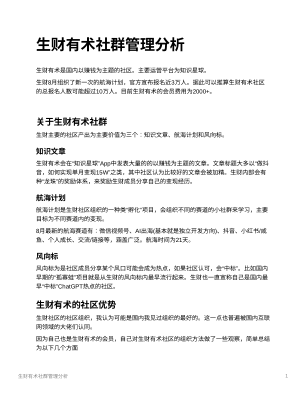 生财有术社群管理分析
生财有术是国内以赚钱为主题的社区。主要运营平台为知识星球。
生财8月组织了新一次的航海计划，官方宣布报名近3万人。据此可以推算生财有术社区
的总报名人数可能超过10万人。目前生财有术的会员费用为2000+。
关于生财有术社群
生财主要的社区产出为主要价值为三个：知识文章、航海计划和风向标。
知识文章
生财有术会在“知识星球”App中发表大量的的以赚钱为主题的文章。文章标题大多以“做抖
音，如何实现单月变现15W”之类，其中社区认为比较好的文章会被加精。生财内部会有
种“龙珠”的奖励体系，来奖励生财成员分享自己的变现经历。
航海计划
航海计划是生财社区组织的一种类“孵化”项目，会组织不同的赛道的小社群来学习，主要
目标为不同赛道内的变现。
8月最新的航海赛道有：微信视频号、AI出海(基本就是独立开发方向)、抖音、小红书/咸
鱼、个人成长、交流/链接等，涵盖广泛。航海时间为21天。
风向标
风向标为是社区成员分享某个风口可能会成为热点，如果社区认可，会“中标”。比如国内
早期的“孤寡蛙”项目就是从生财的风向标内最早流行起来。生财也一直宣称自己是国内最
早“中标”ChatGPT热点的社区。
生财有术的社区优势
生财社区的社区组织，我认为可能是国内我见过组织的最好的。这一点也普遍被国内互联
网领域的大佬们认同。
因为自己也是生财有术的会员，自己对生财有术社区的组织方法做了一些观察，简单总结
为以下几个方面
生财有术社群管理分析
1